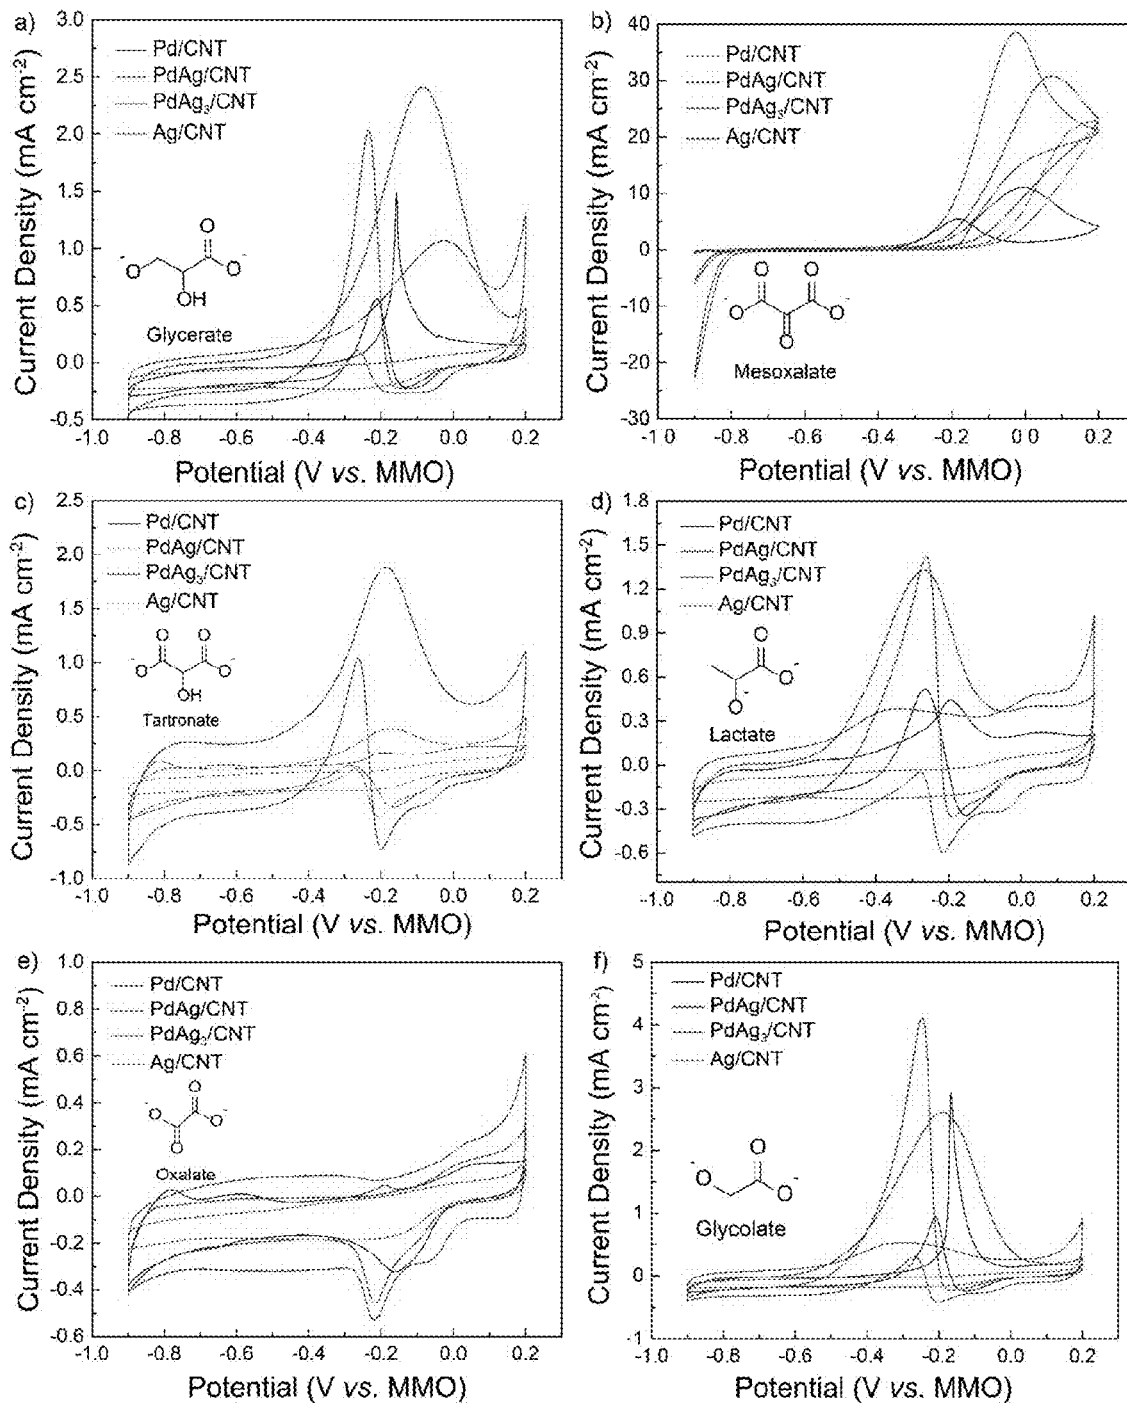 a)
3.0
2.5
2.0
1.5
1.0
0.5
0.0
-0.5
Current Density (mA cm⁻²)
Pd/CNT
PdAg/CNT
PdAg₃/CNT
Ag/CNT
O
-
O
O
-
OH
Glycerate
-1.0 -0.8 -0.6 -0.4 -0.2 0.0 0.2
Potential (V vs. MMO)
b)
40
30
20
10
0
-10
-20
-30
Current Density (mA cm⁻²)
Pd/CNT
PdAg/CNT
PdAg₃/CNT
Ag/CNT
O O
-
O
O
-
O
Mesoxalate
-1.0 -0.8 -0.6 -0.4 -0.2 0.0 0.2
Potential (V vs. MMO)
c)
2.5
2.0
1.5
1.0
0.5
0.0
-0.5
-1.0
Current Density (mA cm⁻²)
Pd/CNT
PdAg/CNT
PdAg₃/CNT
Ag/CNT
O O
-
O
O
-
OH
Tartronate
-1.0 -0.8 -0.6 -0.4 -0.2 0.0 0.2
Potential (V vs. MMO)
d)
1.8
1.5
1.2
0.9
0.6
0.3
0.0
-0.3
-0.6
Current Density (mA cm⁻²)
Pd/CNT
PdAg/CNT
PdAg₃/CNT
Ag/CNT
O
-
O
-
O
Lactate
-1.0 -0.8 -0.6 -0.4 -0.2 0.0 0.2
Potential (V vs. MMO)
e)
1.0
0.8
0.6
0.4
0.2
0.0
-0.2
-0.4
-0.6
Current Density (mA cm⁻²)
Pd/CNT
PdAg/CNT
PdAg₃/CNT
Ag/CNT
O
-
O
O
-
O
Oxalate
-1.0 -0.8 -0.6 -0.4 -0.2 0.0 0.2
Potential (V vs. MMO)
f)
5
4
3
2
1
0
-1
Current Density (mA cm⁻²)
Pd/CNT
PdAg/CNT
PdAg₃/CNT
Ag/CNT
O
-
O
O
-
Glycolate
-1.0 -0.8 -0.6 -0.4 -0.2 0.0 0.2
Potential (V vs. MMO)